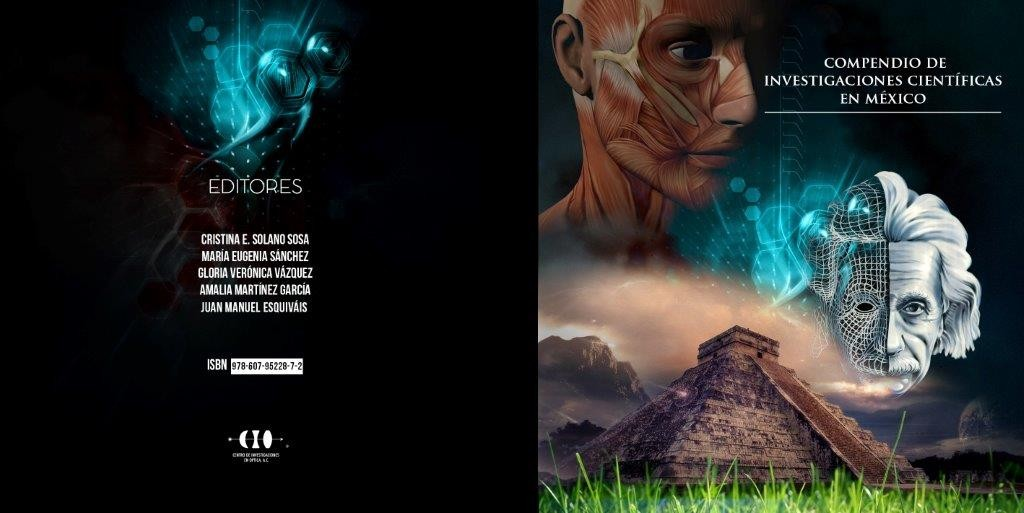 EDITORES
CRISTINA E. SOLANO SOSA
MARÍA EUGENIA SÁNCHEZ
GLORIA VERÓNICA VÁZQUEZ
AMALIA MARTÍNEZ GARCÍA
JUAN MANUEL ESQUIVÁIS
ISBN 978-607-95228-7-2
CIO
CENTRO DE INVESTIGACIONES
EN OPTICA, A.C.
COMPENDIO DE
INVESTIGACIONES CIENTÍFICAS
EN MÉXICO